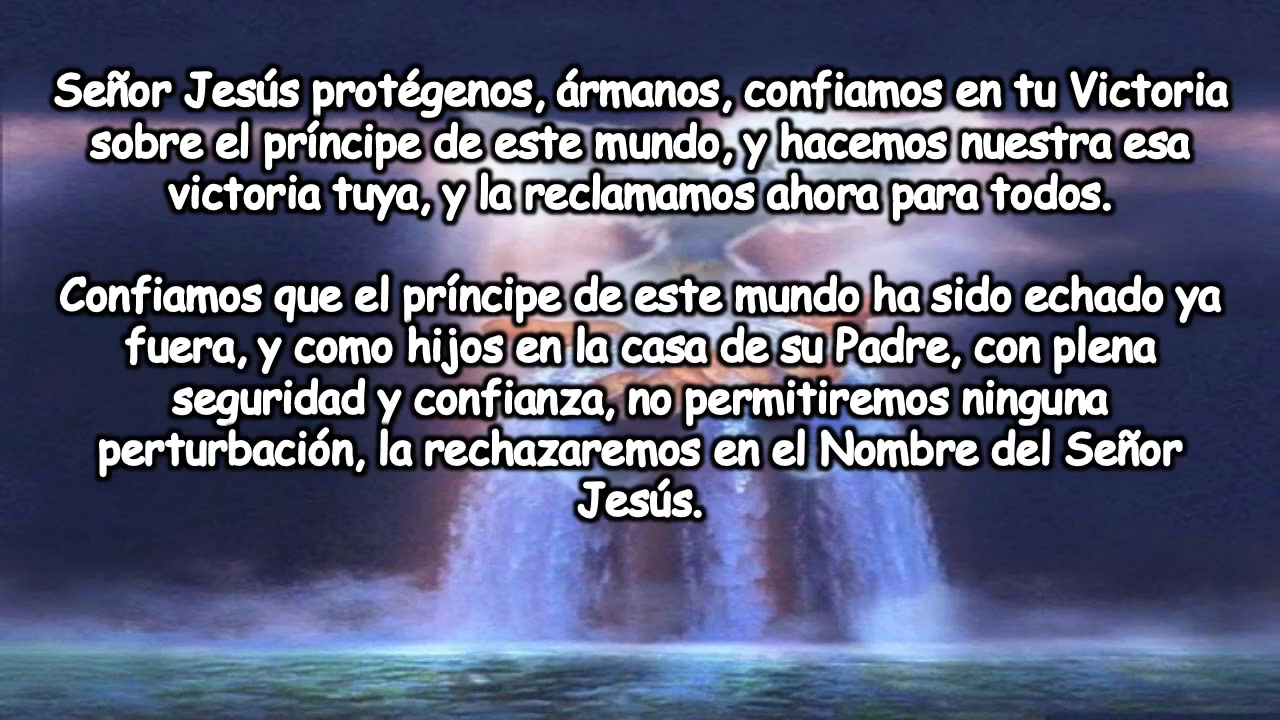 Señor Jesús protégenos, ármanos, confiamos en tu Victoria
sobre el príncipe de este mundo, y hacemos nuestra esa
victoria tuya, y la reclamamos ahora para todos.
Confiamos que el príncipe de este mundo ha sido echado ya
fuera, y como hijos en la casa de su Padre, con plena
seguridad y confianza, no permitiremos ninguna
perturbación, la rechazaremos en el Nombre del Señor
Jesús.